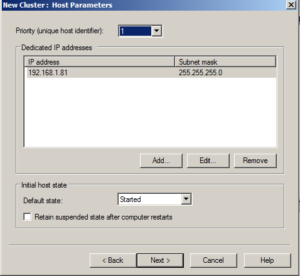 New Cluster : Host Parameters
Priority (unique host identifier): 1
Dedicated IP addresses
IP address Subnet mask
192.168.1.81 255.255.255.0
Add... Edit... Remove
Initial host state
Default state: Started
Retain suspended state after computer restarts
< Back Next > Cancel Help